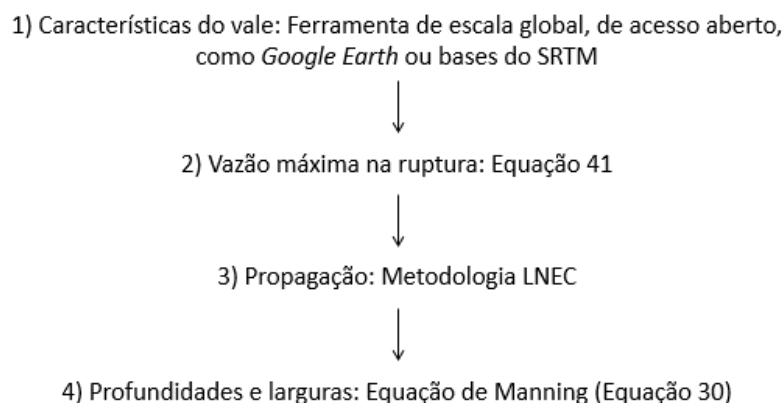 1) Características do vale: Ferramenta de escala global, de acesso aberto,
como Google Earth ou bases do SRTM
2) Vazão máxima na ruptura: Equação 41
3) Propagação: Metodologia LNEC
4) Profundidades e larguras: Equação de Manning (Equação 30)